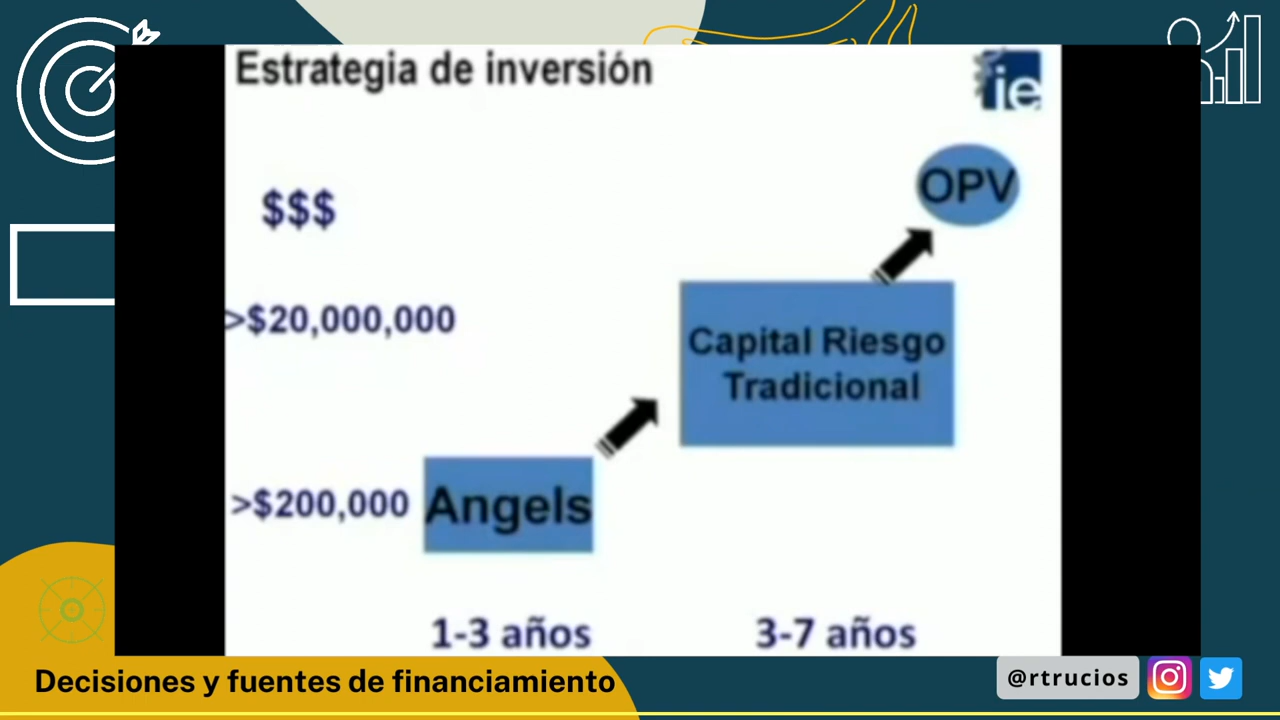 Estrategia de inversión
ie
OPV
$$$
>$20,000,000
Capital Riesgo
Tradicional
>$200,000
Angels
1-3 años
3-7 años
Decisiones y fuentes de financiamiento
@rtrucios